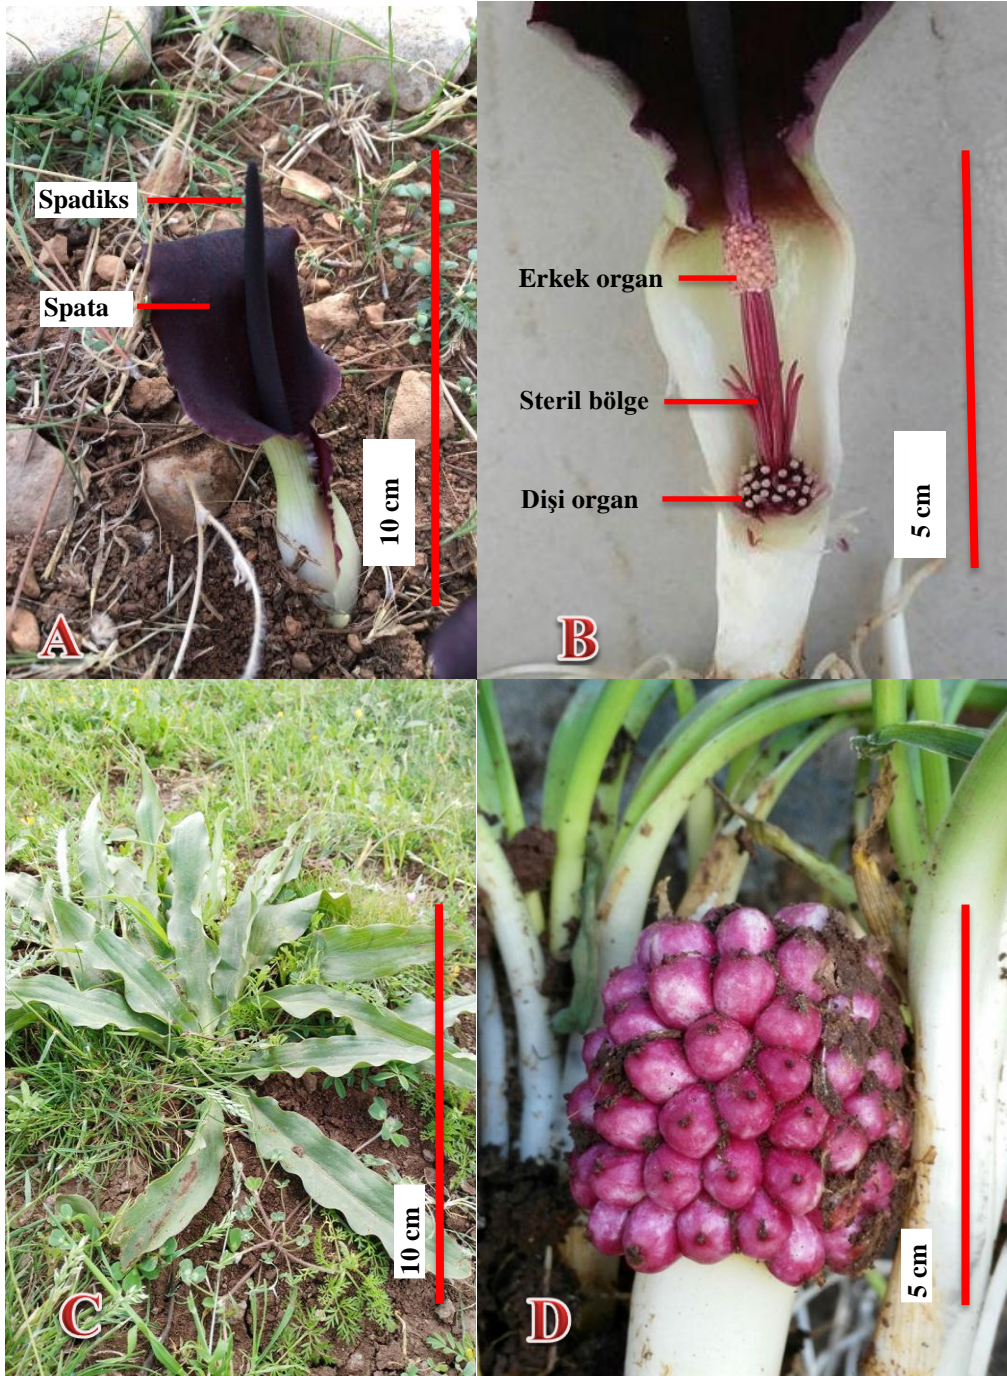 Spadiks
Spata
10 cm
A
Erkek organ
Steril bölge
Dişi organ
5 cm
B
10 cm
C
5 cm
D